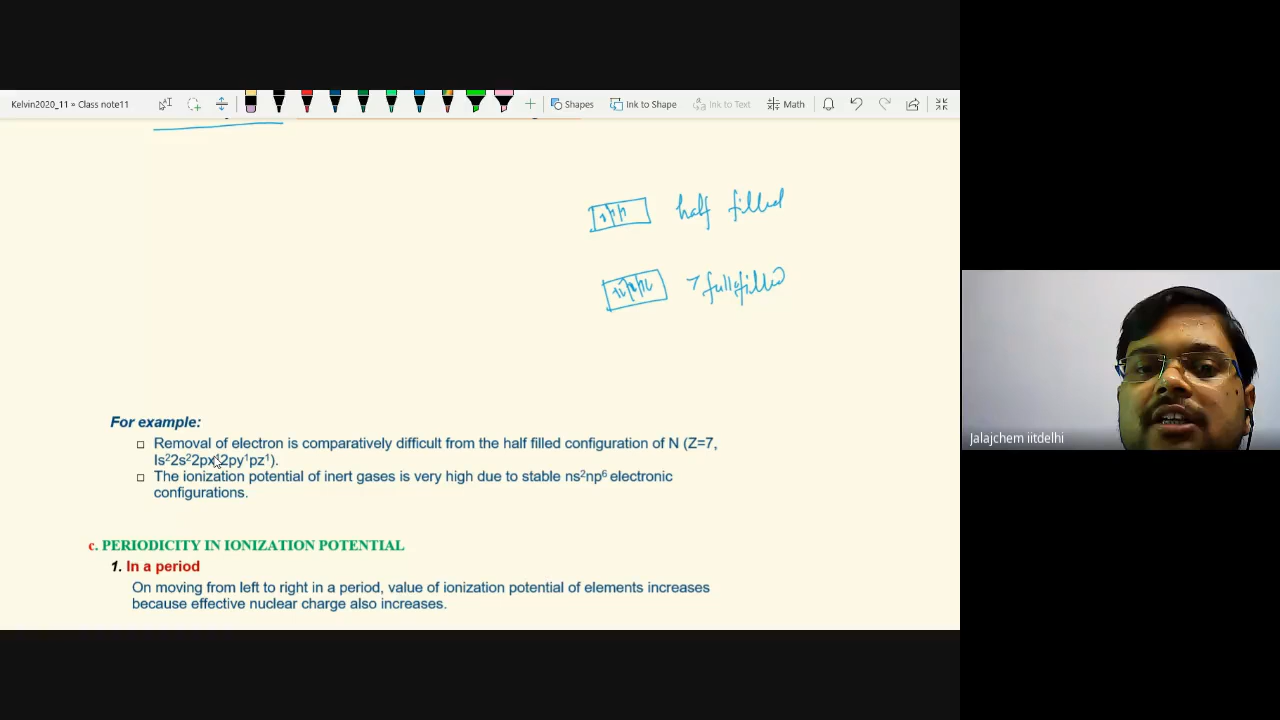 Kelvin2020_11 » Class note11
Shapes
Ink to Shape
Ink to Text
Math
half filled
fullfilled
For example:
Removal of electron is comparatively difficult from the half filled configuration of N (Z=7,
Is²2s²2px¹2py¹pz¹).
The ionization potential of inert gases is very high due to stable ns²np⁶ electronic
configurations.
c. PERIODICITY IN IONIZATION POTENTIAL
1. In a period
On moving from left to right in a period, value of ionization potential of elements increases
because effective nuclear charge also increases.
Jalajchem iitdelhi